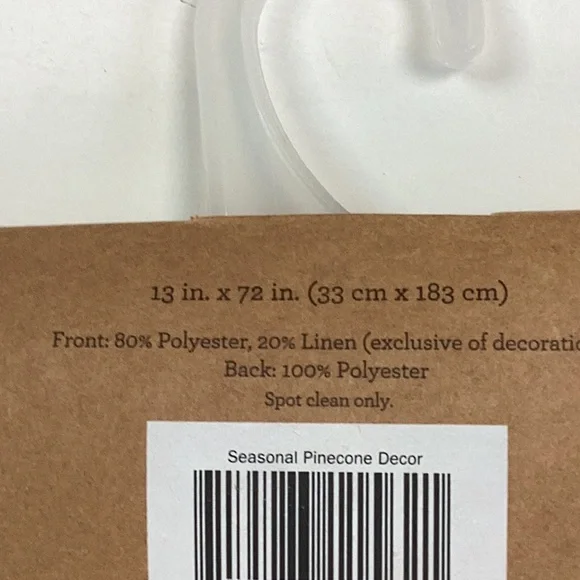 13 in. x 72 in. (33 cm x 183 cm)
Front: 80% Polyester, 20% Linen (exclusive of
Back: 100% Polyester
Spot clean only.
Seasonal Pinecone Decor